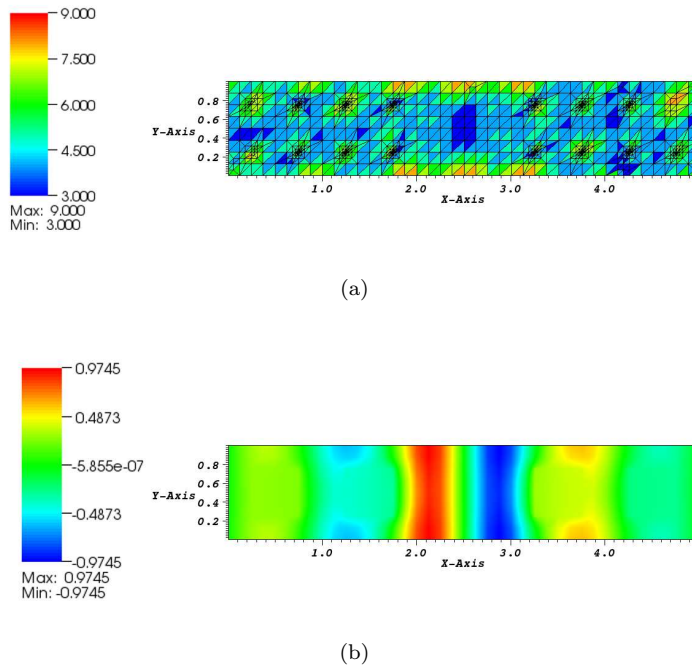 9.000
7.500
6.000
4.500
3.000
Max: 9.000
Min: 3.000
0.8
0.6
0.4
0.2
Y-Axis
1.0 2.0 3.0 4.0
X-Axis
(a)
0.9745
0.4873
-5.855e-07
-0.4873
-0.9745
Max: 0.9745
Min: -0.9745
0.8
0.6
0.4
0.2
Y-Axis
1.0 2.0 3.0 4.0
X-Axis
(b)